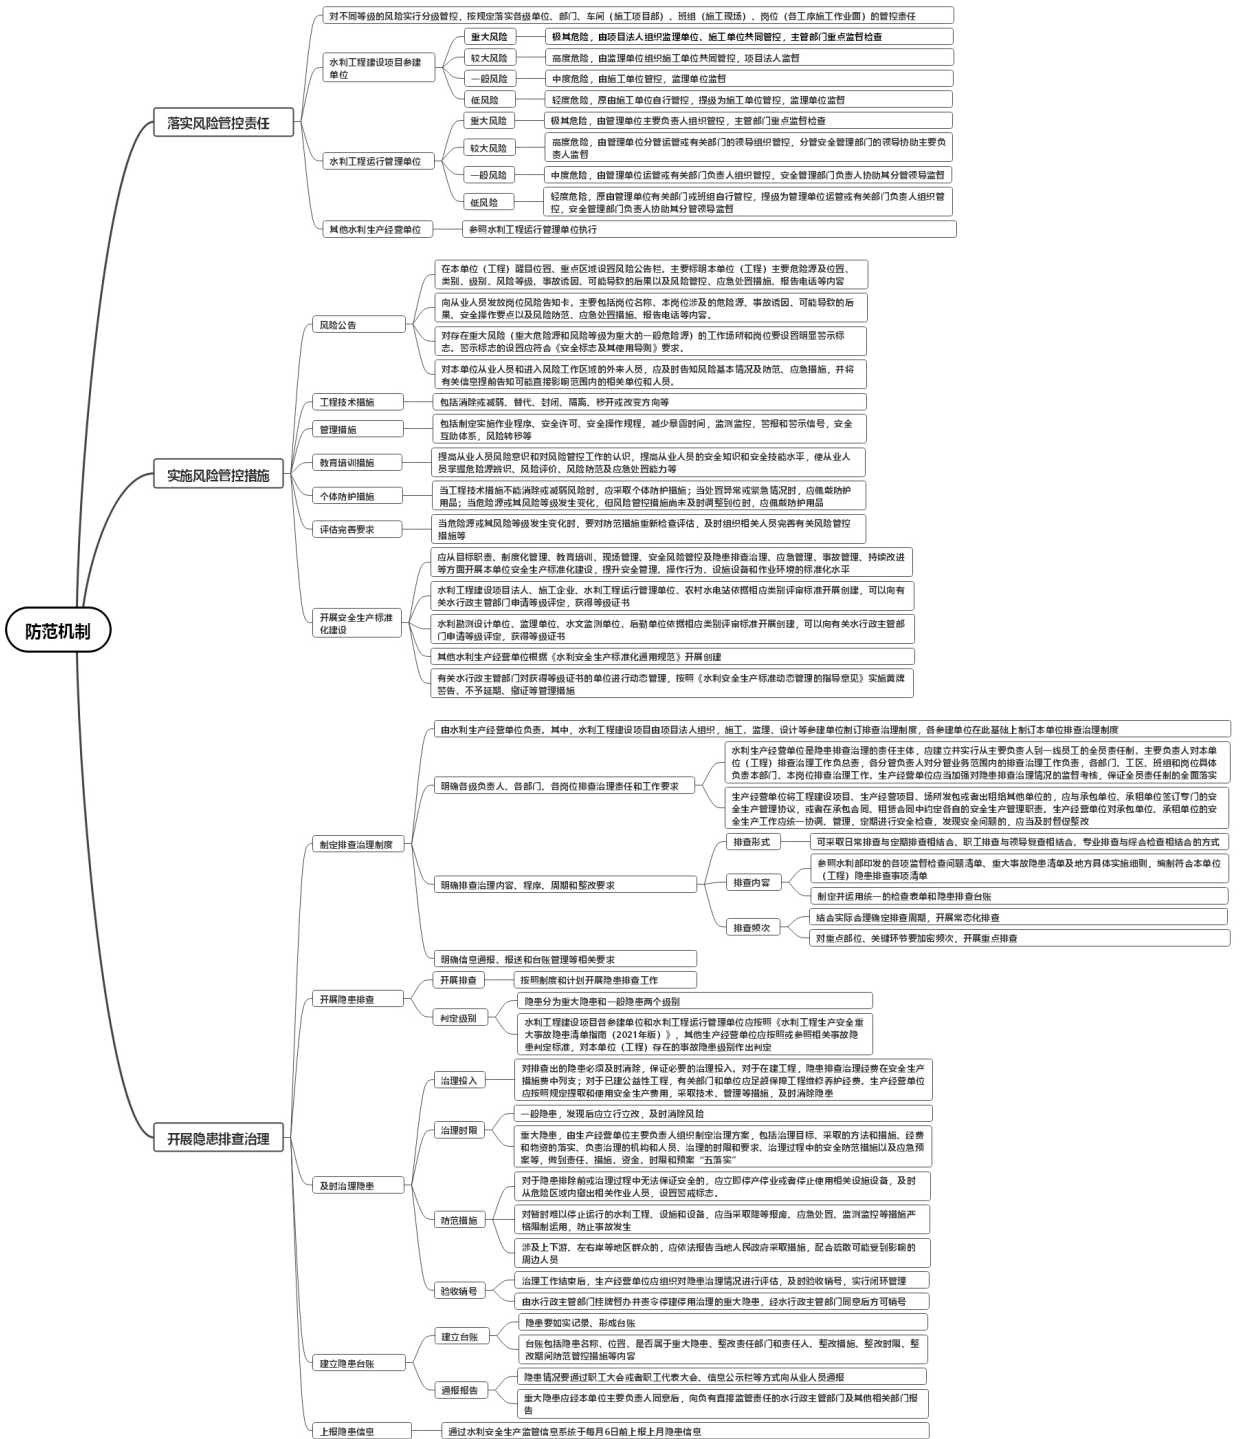 防范机制
落实风险管控责任
对不同等级的风险实行分级管控，按规定落实各级单位、部门、车间（施工项目部）、班组（施工现场）、岗位（各工序施工作业面）的管控责任
水利工程建设项目参建
单位
重大风险
极其危险，由项目法人组织监理单位、施工单位共同管控，主管部门重点监督检查
较大风险
高度危险，由监理单位组织施工单位共同管控，项目法人监督
一般风险
中度危险，由施工单位管控，监理单位监督
低风险
轻度危险，原由施工单位自行管控，提级为施工单位管控，监理单位监督
水利工程运行管理单位
重大风险
极其危险，由管理单位主要负责人组织管控，主管部门重点监督检查
较大风险
高度危险，由管理单位分管运管或有关部门的领导组织管控，分管安全管理部门的领导协助主要负
责人监督
一般风险
中度危险，由管理单位运管或有关部门负责人组织管控，安全管理部门负责人协助其分管领导监督
低风险
轻度危险，原由管理单位有关部门或班组自行管控，提级为管理单位运管或有关部门负责人组织管
控，安全管理部门负责人协助其分管领导监督
其他水利生产经营单位
参照水利工程运行管理单位执行
实施风险管控措施
风险公告
在本单位（工程）醒目位置、重点区域设置风险公告栏。主要标明本单位（工程）主要危险源及位置、
类别、级别、风险等级、事故诱因、可能导致的后果以及风险管控、应急处置措施、报告电话等内容
向从业人员发放岗位风险告知卡。主要包括岗位名称、本岗位涉及的危险源、事故诱因、可能导致的后
果、安全操作要点以及风险防范、应急处置措施、报告电话等内容。
对存在重大风险（重大危险源和风险等级为重大的一般危险源）的工作场所和岗位要设置明显警示标
志。警示标志的设置应符合《安全标志及其使用导则》要求。
对本单位从业人员和进入风险工作区域的外来人员，应及时告知风险基本情况及防范、应急措施，并将
有关信息提前告知可能直接影响范围内的相关单位和人员。
工程技术措施
包括消除或减弱、替代、封闭、隔离、移开或改变方向等
管理措施
包括制定实施作业程序、安全许可、安全操作规程，减少暴露时间，监测监控，警报和警示信号，安全
互助体系，风险转移等
教育培训措施
提高从业人员风险意识和对风险管控工作的认识，提高从业人员的安全知识和安全技能水平，使从业人
员掌握危险源辨识、风险评价、风险防范及应急处置能力等
个体防护措施
当工程技术措施不能消除或减弱风险时，应采取个体防护措施；当处置异常或紧急情况时，应佩戴防护
用品；当危险源或其风险等级发生变化，但风险管控措施尚未及时调整到位时，应佩戴防护用品
评估完善要求
当危险源或其风险等级发生变化时，要对防范措施重新检查评估，及时组织相关人员完善有关风险管控
措施等
开展安全生产标准
化建设
应从目标职责、制度化管理、教育培训、现场管理、安全风险管控及隐患排查治理、应急管理、事故管理、持续改进
等方面开展本单位安全生产标准化建设，提升安全管理、操作行为、设施设备和作业环境的标准化水平
水利工程建设项目法人、施工企业、水利工程运行管理单位、农村水电站依据相应类别评审标准开展创建，可以向有
关水行政主管部门申请等级评定，获得等级证书
水利勘测设计单位、监理单位、水文监测单位、后勤单位依据相应类别评审标准开展创建，可以向有关水行政主管部
门申请等级评定，获得等级证书
其他水利生产经营单位根据《水利安全生产标准化通用规范》开展创建
有关水行政主管部门对获得等级证书的单位进行动态管理，按照《水利安全生产标准动态管理的指导意见》实施黄牌
警告、不予延期、撤证等管理措施
开展隐患排查治理
制定排查治理制度
由水利生产经营单位负责。其中，水利工程建设项目由项目法人组织，施工、监理、设计等参建单位制订排查治理制度，各参建单位在此基础上制订本单位排查治理制度
明确各级负责人、各部门、各岗位排查治理责任和工作要求
水利生产经营单位是隐患排查治理的责任主体，应建立并实行从主要负责人到一线员工的全员责任制。主要负责人对本单
位（工程）排查治理工作负总责，各分管负责人对分管业务范围内的排查治理工作负责，各部门、工区、班组和岗位具体
负责本部门、本岗位排查治理工作。生产经营单位应当加强对隐患排查治理情况的监督考核，保证全员责任制的全面落实
生产经营单位将工程建设项目、生产经营项目、场所发包或者出租给其他单位的，应与承包单位、承租单位签订专门的安
全生产管理协议，或者在承包合同、租赁合同中约定各自的安全生产管理职责。生产经营单位对承包单位、承租单位的安
全生产工作应统一协调、管理，定期进行安全检查，发现安全问题的，应当及时督促整改
明确排查治理内容、程序、周期和整改要求
排查形式
可采取日常排查与定期排查相结合、职工排查与领导复查相结合、专业排查与综合检查相结合的方式
排查内容
参照水利部印发的各项监督检查问题清单、重大事故隐患清单及地方具体实施细则，编制符合本单位
（工程）隐患排查事项清单
制定并运用统一的检查表单和隐患排查台账
排查频次
结合实际合理确定排查周期，开展常态化排查
对重点部位、关键环节要加密频次，开展重点排查
明确信息通报、报送和台账管理等相关要求
开展隐患排查
开展排查
按照制度和计划开展隐患排查工作
判定级别
隐患分为重大隐患和一般隐患两个级别
水利工程建设项目各参建单位和水利工程运行管理单位应按照《水利工程生产安全重
大事故隐患清单指南（2021年版）》，其他生产经营单位应按照或参照相关事故隐
患判定标准，对本单位（工程）存在的事故隐患级别作出判定
及时治理隐患
治理投入
对排查出的隐患必须及时消除，保证必要的治理投入。对于在建工程，隐患排查治理经费在安全生产
措施费中列支；对于已建公益性工程，有关部门和单位应足额保障工程维修养护经费。生产经营单位
应按照规定提取和使用安全生产费用，采取技术、管理等措施，及时消除隐患
治理时限
一般隐患，发现后应立行立改，及时消除风险
重大隐患，由生产经营单位主要负责人组织制定治理方案，包括治理目标、采取的方法和措施、经费
和物资的落实、负责治理的机构和人员、治理的时限和要求、治理过程中的安全防范措施以及应急预
案等，做到责任、措施、资金、时限和预案“五落实”
防范措施
对于隐患排除前或治理过程中无法保证安全的，应立即停产停业或者停止使用相关设施设备，及时
从危险区域内撤出相关作业人员，设置警戒标志。
对暂时难以停止运行的水利工程、设施和设备，应当采取降等报废、应急处置、监测监控等措施严
格限制运用，防止事故发生
涉及上下游、左右岸等地区群众的，应依法报告当地人民政府采取措施，配合疏散可能受到影响的
周边人员
验收销号
治理工作结束后，生产经营单位应组织对隐患治理情况进行评估，及时验收销号，实行闭环管理
由水行政主管部门挂牌督办并责令停建停用治理的重大隐患，经水行政主管部门同意后方可销号
建立隐患台账
建立台账
隐患要如实记录、形成台账
台账包括隐患名称、位置、是否属于重大隐患、整改责任部门和责任人、整改措施、整改时限、整
改期间防范管控措施等内容
通报报告
隐患情况要通过职工大会或者职工代表大会、信息公示栏等方式向从业人员通报
重大隐患应经本单位主要负责人同意后，向负有直接监管责任的水行政主管部门及其他相关部门报
告
上报隐患信息
通过水利安全生产监管信息系统于每月6日前上报上月隐患信息